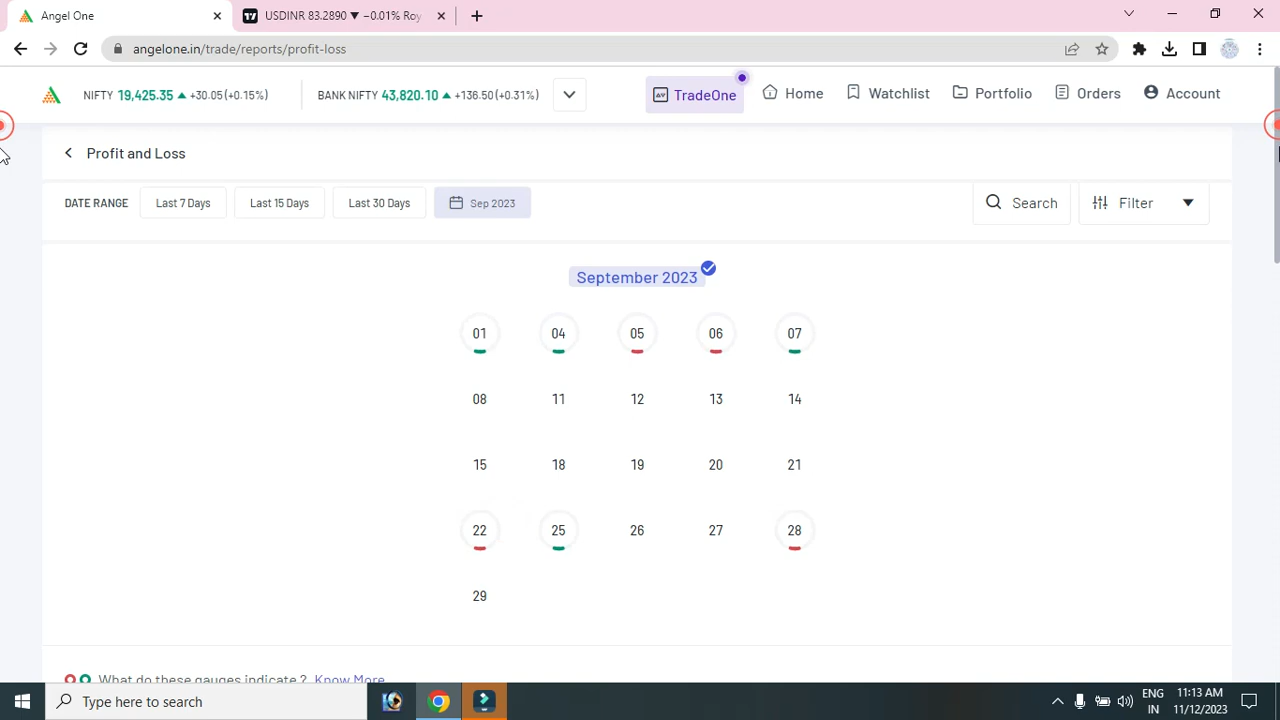 Angel One
USDINR 83.2890 ▼ −0.01% Roy
angelone.in/trade/reports/profit-loss
NIFTY 19,425.35 ▲ +30.05(+0.15%)
BANK NIFTY 43,820.10 ▲ +136.50(+0.31%)
TradeOne
Home
Watchlist
Portfolio
Orders
Account
Profit and Loss
DATE RANGE
Last 7 Days
Last 15 Days
Last 30 Days
Sep 2023
Search
Filter
September 2023
01 04 05 06 07
08 11 12 13 14
15 18 19 20 21
22 25 26 27 28
29
What do these gauges indicate ? Know More
Type here to search
ENG
IN
11:13 AM
11/12/2023